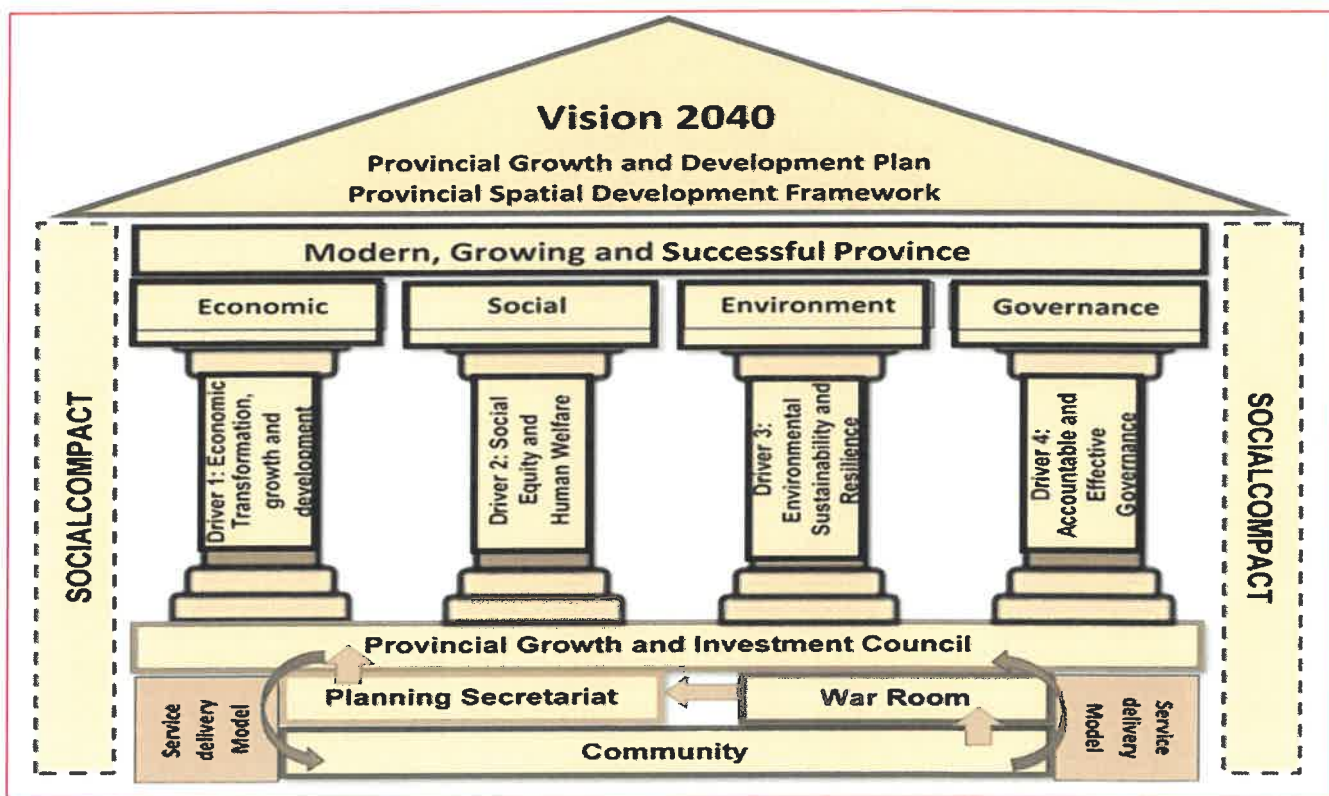 Vision 2040
Provincial Growth and Development Plan
Provincial Spatial Development Framework
SOCIALCOMPACT
Modern, Growing and Successful Province
SOCIALCOMPACT
Economic
Social
Environment
Governance
Driver 1: Economic
Transformation,
growth and
development
Driver 2: Social
Equity and
Human Welfare
Driver 3:
Environmental
Sustainability and
Resilience
Driver 4:
Accountable and
Effective
Governance
Provincial Growth and Investment Council
Service
delivery
Model
Planning Secretariat
War Room
Service
delivery
Model
Community